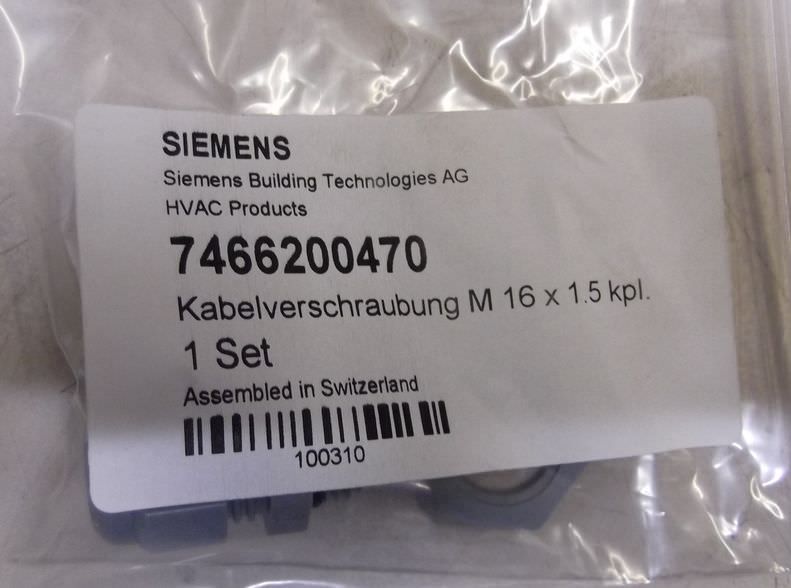 SIEMENS
Siemens Building Technologies AG
HVAC Products
7466200470
Kabelverschraubung M 16 x 1.5 kpl.
1 Set
Assembled in Switzerland
100310